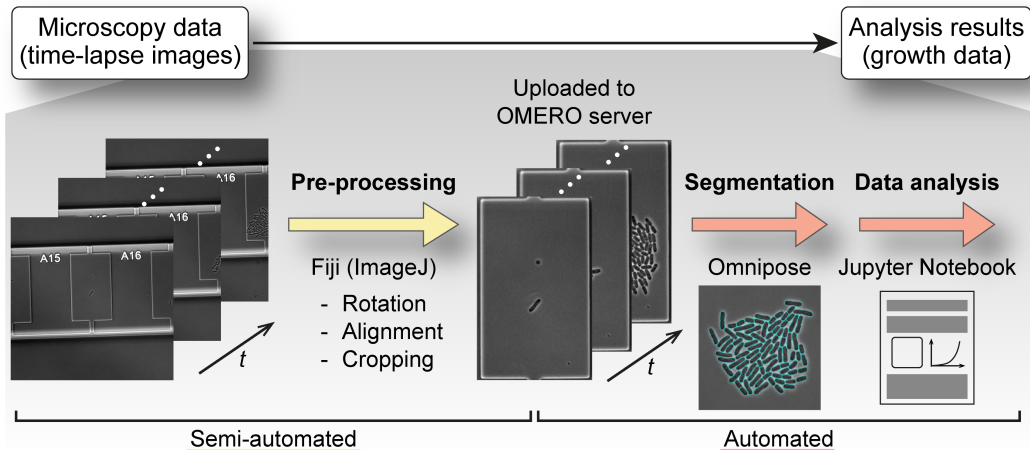 Microscopy data
(time-lapse images)
Analysis results
(growth data)
Uploaded to
OMERO server
A15
A16
A16
A15
A16
t
Pre-processing
Fiji (ImageJ)
- Rotation
- Alignment
- Cropping
t
Segmentation
Omnipose
Data analysis
Jupyter Notebook
Semi-automated
Automated